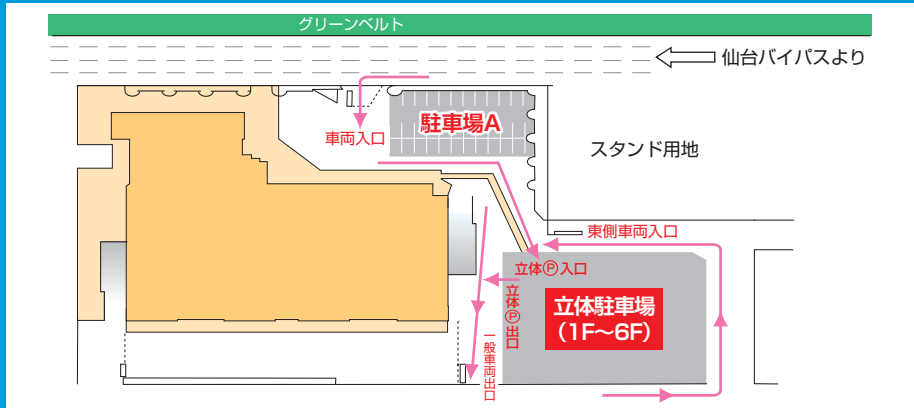 グリーンベルト
仙台バイパスより
駐車場A
車両入口
スタンド用地
東側車両入口
立体Ⓟ入口
立体Ⓟ出口
立体駐車場
(1F〜6F)
一般車両出口